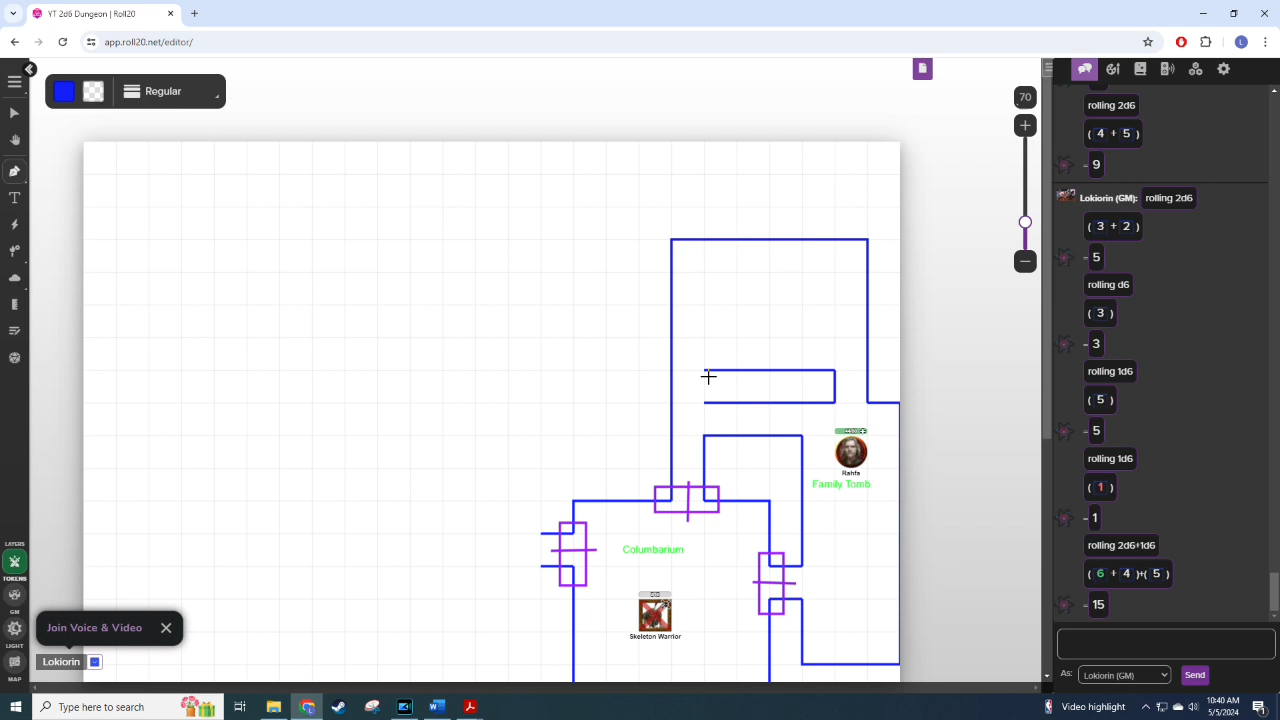 YT 2d6 Dungeon | Roll20
app.roll20.net/editor/
L
Regular
70
rolling 2d6
( 4 + 5 )
= 9
Lokiorin (GM): rolling 2d6
( 3 + 2 )
= 5
rolling d6
( 3 )
= 3
rolling 1d6
( 5 )
= 5
rolling 1d6
( 1 )
= 1
rolling 2d6+1d6
( 6 + 4 )+( 5 )
= 15
Rahfa
Family Tomb
Columbarium
Skeleton Warrior
LAYERS
TOKENS
GM
LIGHT
MAP
Join Voice & Video
Lokiorin
As: Lokiorin (GM)
Send
Type here to search
Video highlight
10:40 AM
5/5/2024
1